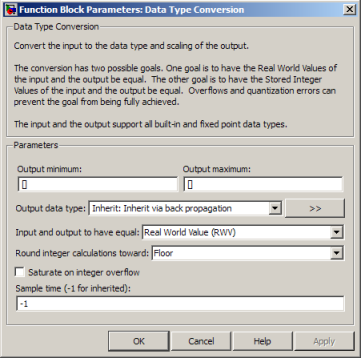 Function Block Parameters: Data Type Conversion
Data Type Conversion
Convert the input to the data type and scaling of the output.
The conversion has two possible goals. One goal is to have the Real World Values of
the input and the output be equal. The other goal is to have the Stored Integer
Values of the input and the output be equal. Overflows and quantization errors can
prevent the goal from being fully achieved.
The input and the output support all built-in and fixed point data types.
Parameters
Output minimum: Output maximum:
[] []
Output data type: Inherit: Inherit via back propagation >>
Input and output to have equal: Real World Value (RWV)
Round integer calculations toward: Floor
Saturate on integer overflow
Sample time (-1 for inherited):
-1
OK Cancel Help Apply